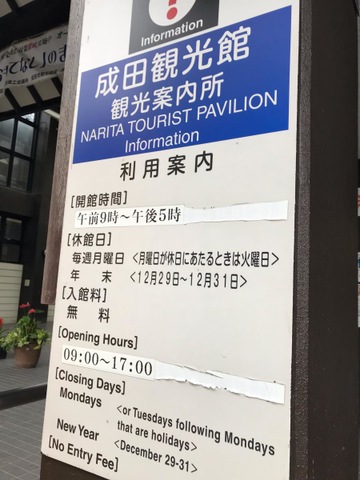 Information
成田観光館
観光案内所
NARITA TOURIST PAVILION
Information
利用案内
[開館時間]
午前9時〜午後5時
[休館日]
毎週月曜日 <月曜日が休日にあたるときは火曜日>
年 末 <12月29日〜12月31日>
[入館料]
無 料
[Opening Hours]
09:00〜17:00
[Closing Days]
Mondays <or Tuesdays following Mondays
that are holidays>
New Year <December 29-31>
[No Entry Fee]